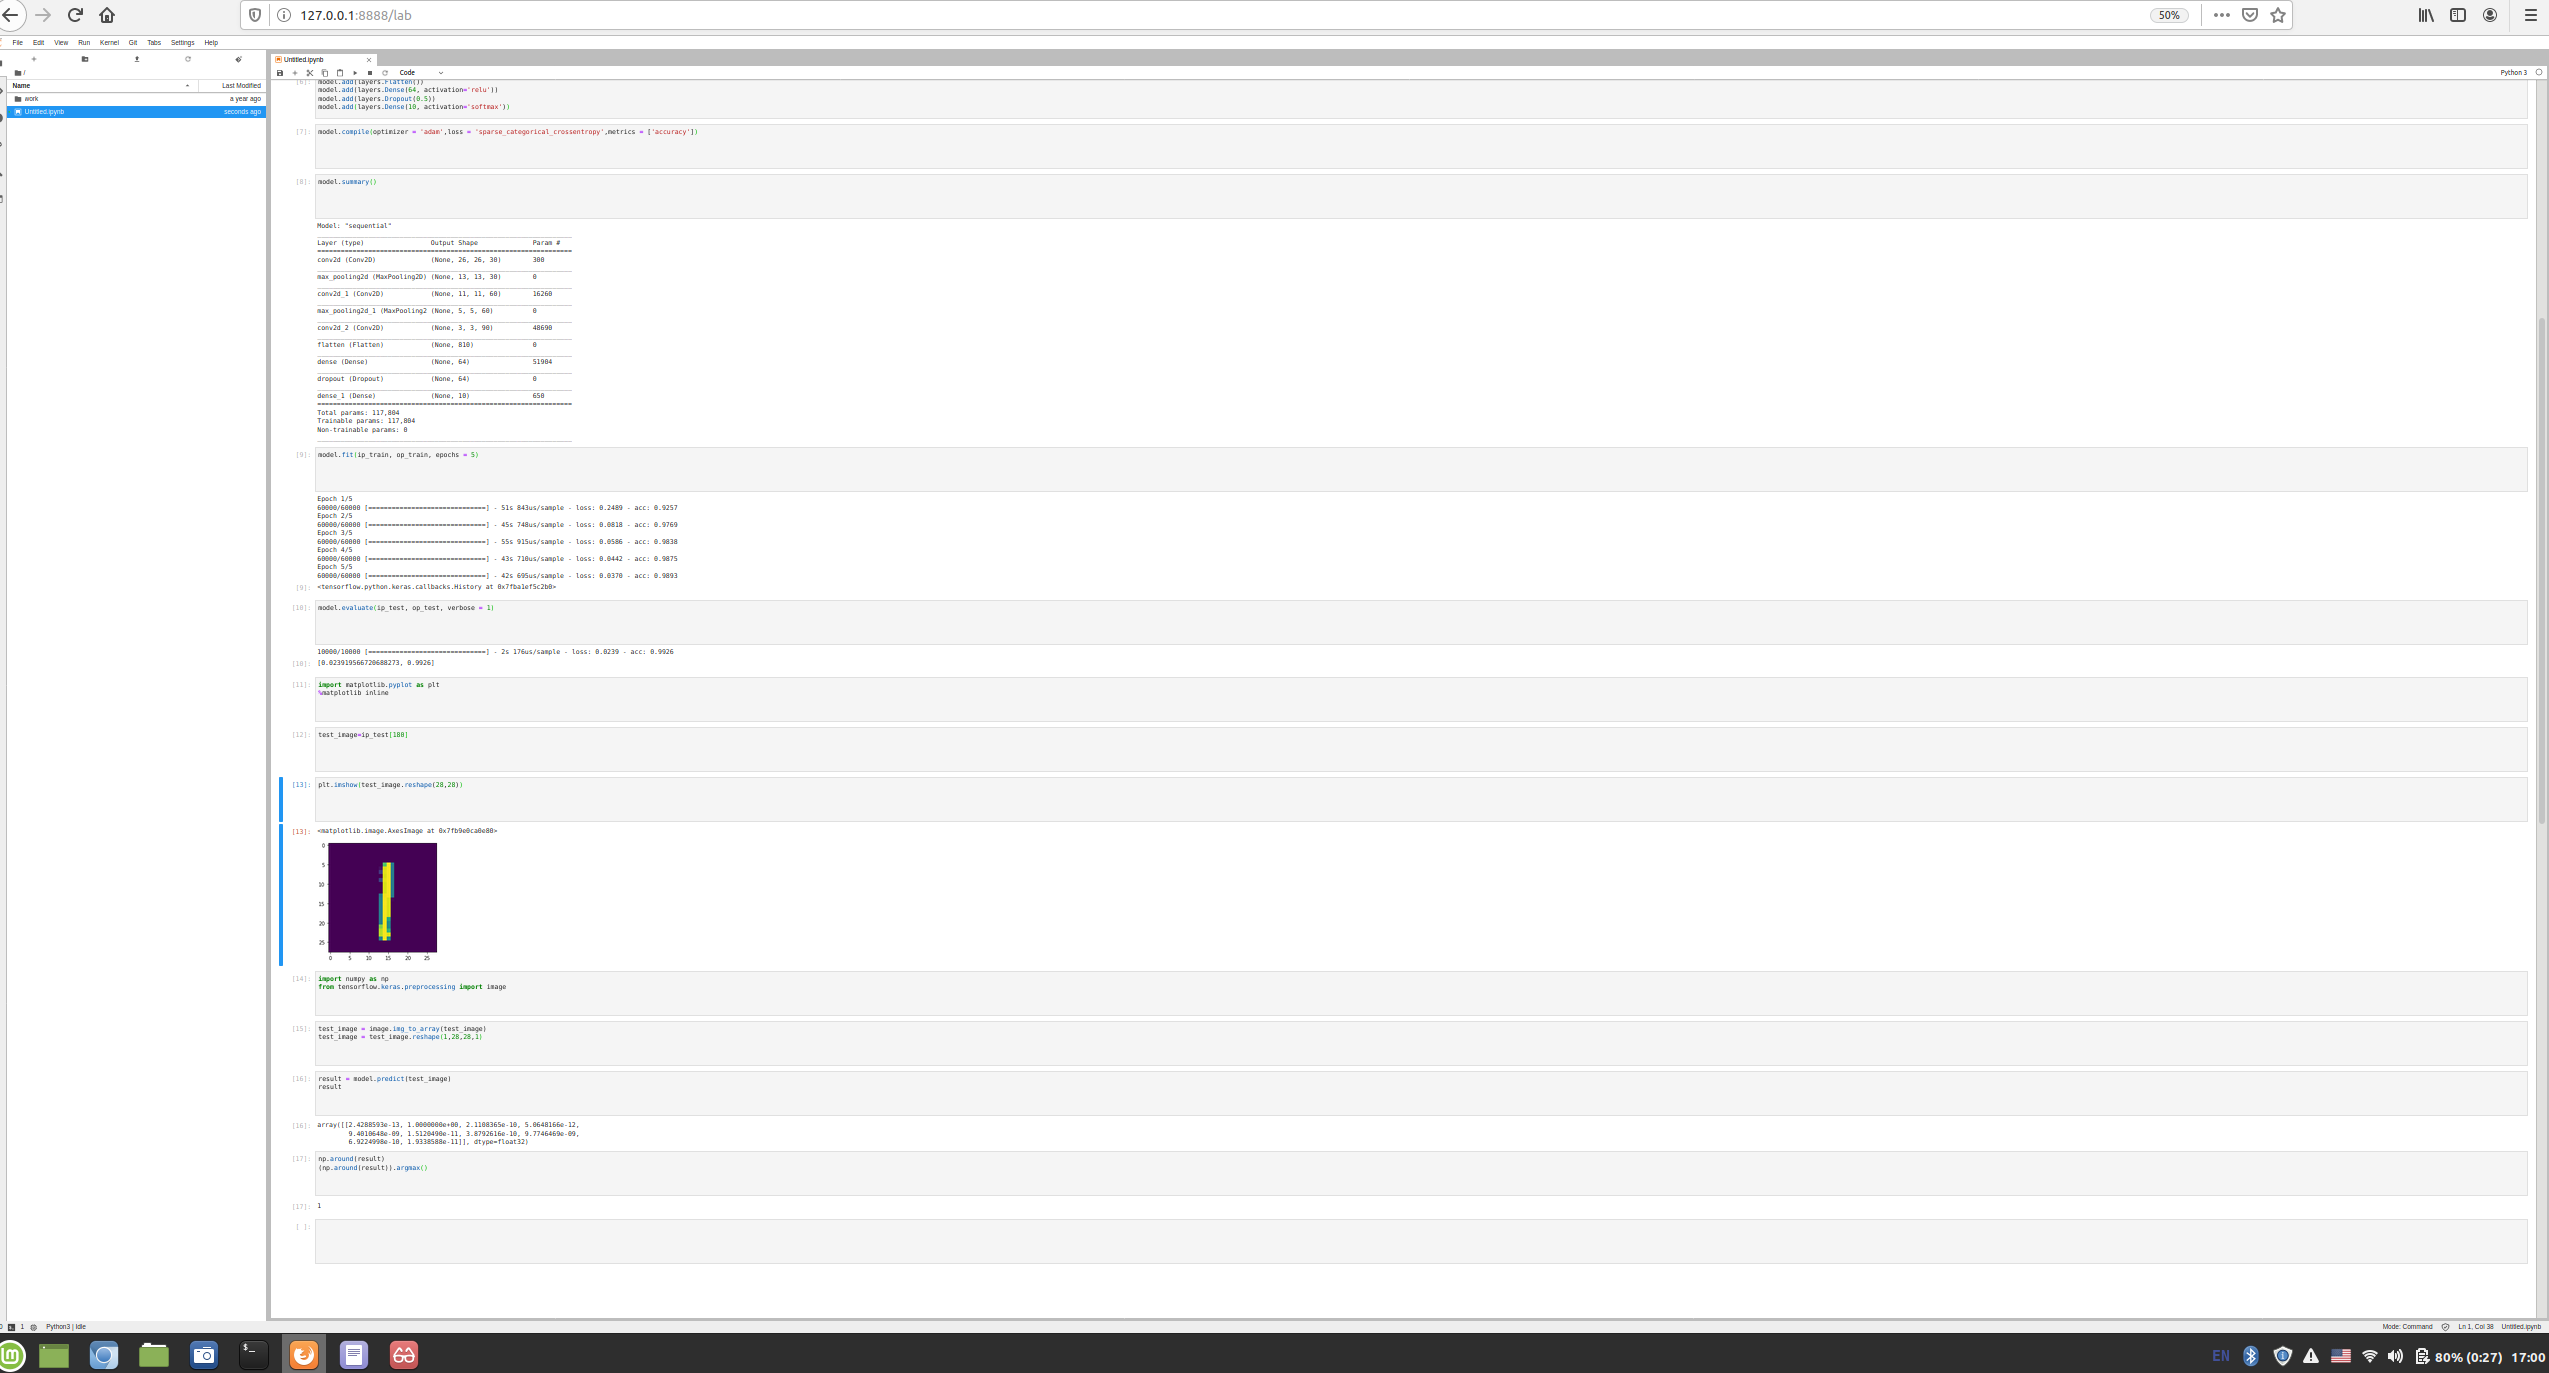 127.0.0.1:8888/lab
50%
File Edit View Run Kernel Git Tabs Settings Help
Untitled.ipynb
Code
Python 3
/
Name Last Modified
work a year ago
Untitled.ipynb seconds ago
[6]: model.add(layers.Flatten())
model.add(layers.Dense(64, activation='relu'))
model.add(layers.Dropout(0.5))
model.add(layers.Dense(10, activation='softmax'))
[7]: model.compile(optimizer = 'adam',loss = 'sparse_categorical_crossentropy',metrics = ['accuracy'])
[8]: model.summary()
Model: "sequential"
Layer (type) Output Shape Param #
conv2d (Conv2D) (None, 26, 26, 30) 300
max_pooling2d (MaxPooling2D) (None, 13, 13, 30) 0
conv2d_1 (Conv2D) (None, 11, 11, 60) 16260
max_pooling2d_1 (MaxPooling2 (None, 5, 5, 60) 0
conv2d_2 (Conv2D) (None, 3, 3, 90) 48690
flatten (Flatten) (None, 810) 0
dense (Dense) (None, 64) 51904
dropout (Dropout) (None, 64) 0
dense_1 (Dense) (None, 10) 650
Total params: 117,804
Trainable params: 117,804
Non-trainable params: 0
[9]: model.fit(ip_train, op_train, epochs = 5)
Epoch 1/5
60000/60000 [==============================] - 51s 843us/sample - loss: 0.2489 - acc: 0.9257
Epoch 2/5
60000/60000 [==============================] - 45s 748us/sample - loss: 0.0818 - acc: 0.9769
Epoch 3/5
60000/60000 [==============================] - 55s 915us/sample - loss: 0.0586 - acc: 0.9838
Epoch 4/5
60000/60000 [==============================] - 43s 710us/sample - loss: 0.0442 - acc: 0.9875
Epoch 5/5
60000/60000 [==============================] - 42s 695us/sample - loss: 0.0370 - acc: 0.9893
[9]: <tensorflow.python.keras.callbacks.History at 0x7fba1ef5c2b0>
[10]: model.evaluate(ip_test, op_test, verbose = 1)
10000/10000 [==============================] - 2s 176us/sample - loss: 0.0239 - acc: 0.9926
[10]: [0.023919566720688273, 0.9926]
[11]: import matplotlib.pyplot as plt
%matplotlib inline
[12]: test_image=ip_test[180]
[13]: plt.imshow(test_image.reshape(28,28))
[13]: <matplotlib.image.AxesImage at 0x7fb9e0ca0e80>
0
5
10
15
20
25
0 5 10 15 20 25
[14]: import numpy as np
from tensorflow.keras.preprocessing import image
[15]: test_image = image.img_to_array(test_image)
test_image = test_image.reshape(1,28,28,1)
[16]: result = model.predict(test_image)
result
[16]: array([[2.4288593e-13, 1.0000000e+00, 2.1108365e-10, 5.0648166e-12,
9.4010648e-09, 1.5120490e-11, 3.8792616e-10, 9.7746469e-09,
6.9224998e-10, 1.9338588e-11]], dtype=float32)
[17]: np.around(result)
(np.around(result)).argmax()
[17]: 1
[ ]:
1 Python3 | Idle
Mode: Command Ln 1, Col 38 Untitled.ipynb
$_
EN 80% (0:27) 17:00